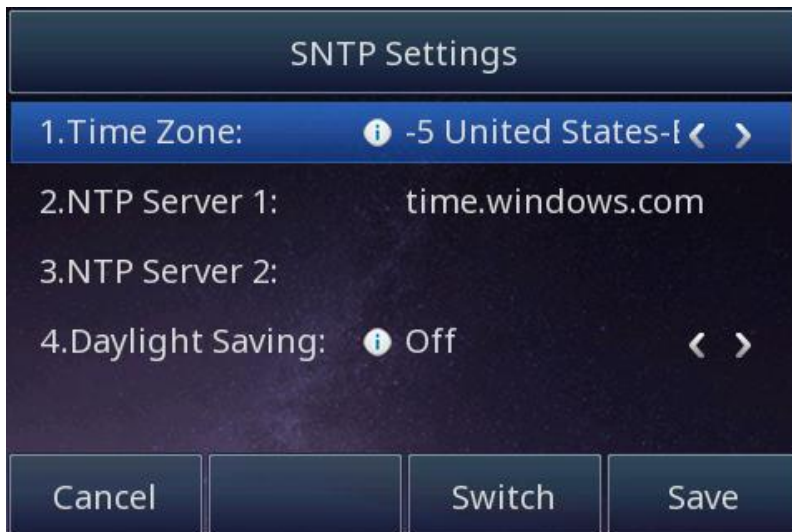 SNTP Settings
1.Time Zone: -5 United States-E
2.NTP Server 1: time.windows.com
3.NTP Server 2:
4.Daylight Saving: Off
Cancel Switch Save